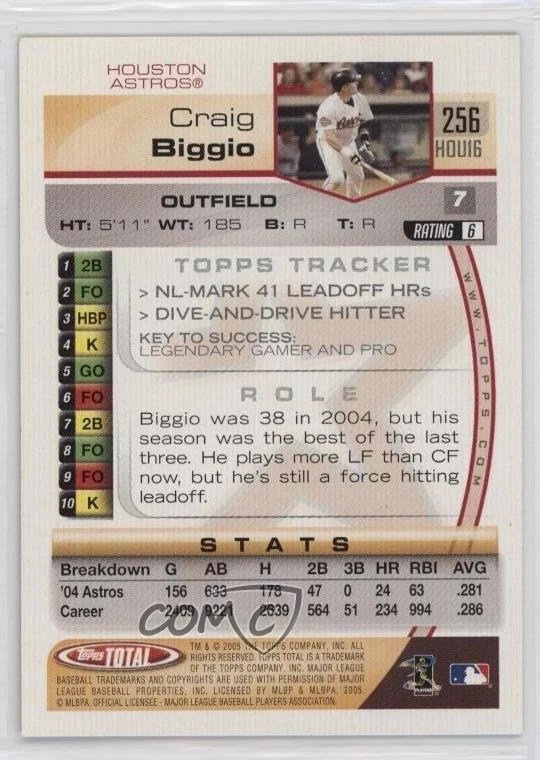 HOUSTON
ASTROS®
Craig
Biggio
256
HOU16
OUTFIELD
7
HT: 5'11" WT: 185 B: R T: R
RATING 6
1 2B
2 FO
3 HBP
4 K
5 GO
6 FO
7 2B
8 FO
9 FO
10 K
TOPPS TRACKER
> NL-MARK 41 LEADOFF HRs
> DIVE-AND-DRIVE HITTER
KEY TO SUCCESS:
LEGENDARY GAMER AND PRO
ROLE
Biggio was 38 in 2004, but his
season was the best of the last
three. He plays more LF than CF
now, but he's still a force hitting
leadoff.
WWW.TOPPS.COM
STATS
Breakdown G AB H 2B 3B HR RBI AVG
'04 Astros 156 633 178 47 0 24 63 .281
Career 2409 9221 2639 564 51 234 994 .286
COMC
Topps TOTAL
TM & © 2005 THE TOPPS COMPANY, INC. ALL
RIGHTS RESERVED. TOPPS TOTAL IS A TRADEMARK
OF THE TOPPS COMPANY, INC. MAJOR LEAGUE
BASEBALL TRADEMARKS AND COPYRIGHTS ARE USED WITH PERMISSION OF MAJOR
LEAGUE BASEBALL PROPERTIES, INC. LICENSED BY MLBP & MLBPA, 2005.
© MLBPA. OFFICIAL LICENSEE - MAJOR LEAGUE BASEBALL PLAYERS ASSOCIATION.
PLAYERS